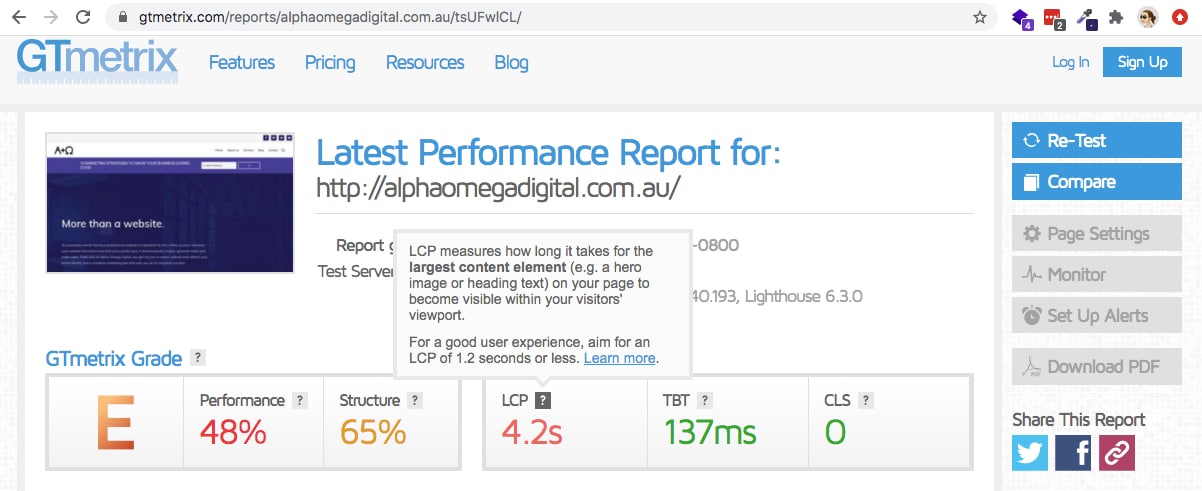 gtmetrix.com/reports/alphaomegadigital.com.au/tsUFwlCL/
4
2
GTmetrix
Features
Pricing
Resources
Blog
Log In
Sign Up
A+Ω
More than a website.
Latest Performance Report for:
http://alphaomegadigital.com.au/
Report g
-0800
Test Server
40.193, Lighthouse 6.3.0
LCP measures how long it takes for the
largest content element (e.g. a hero
image or heading text) on your page to
become visible within your visitors'
viewport.
For a good user experience, aim for an
LCP of 1.2 seconds or less. Learn more.
GTmetrix Grade ?
E
Performance ?
48%
Structure ?
65%
LCP ?
4.2s
TBT ?
137ms
CLS ?
0
Re-Test
Compare
Page Settings
Monitor
Set Up Alerts
Download PDF
Share This Report